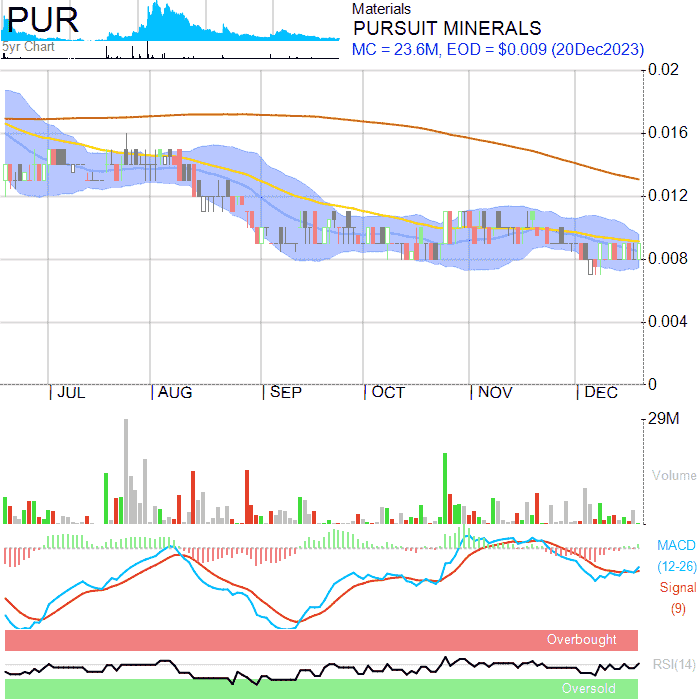 PUR
5yr Chart
Materials
PURSUIT MINERALS
MC = 23.6M, EOD = $0.009 (20Dec2023)
0.02
0.016
0.012
0.008
0.004
0
JUL AUG SEP OCT NOV DEC
29M
Volume
MACD
(12-26)
Signal
(9)
Overbought
RSI(14)
Oversold